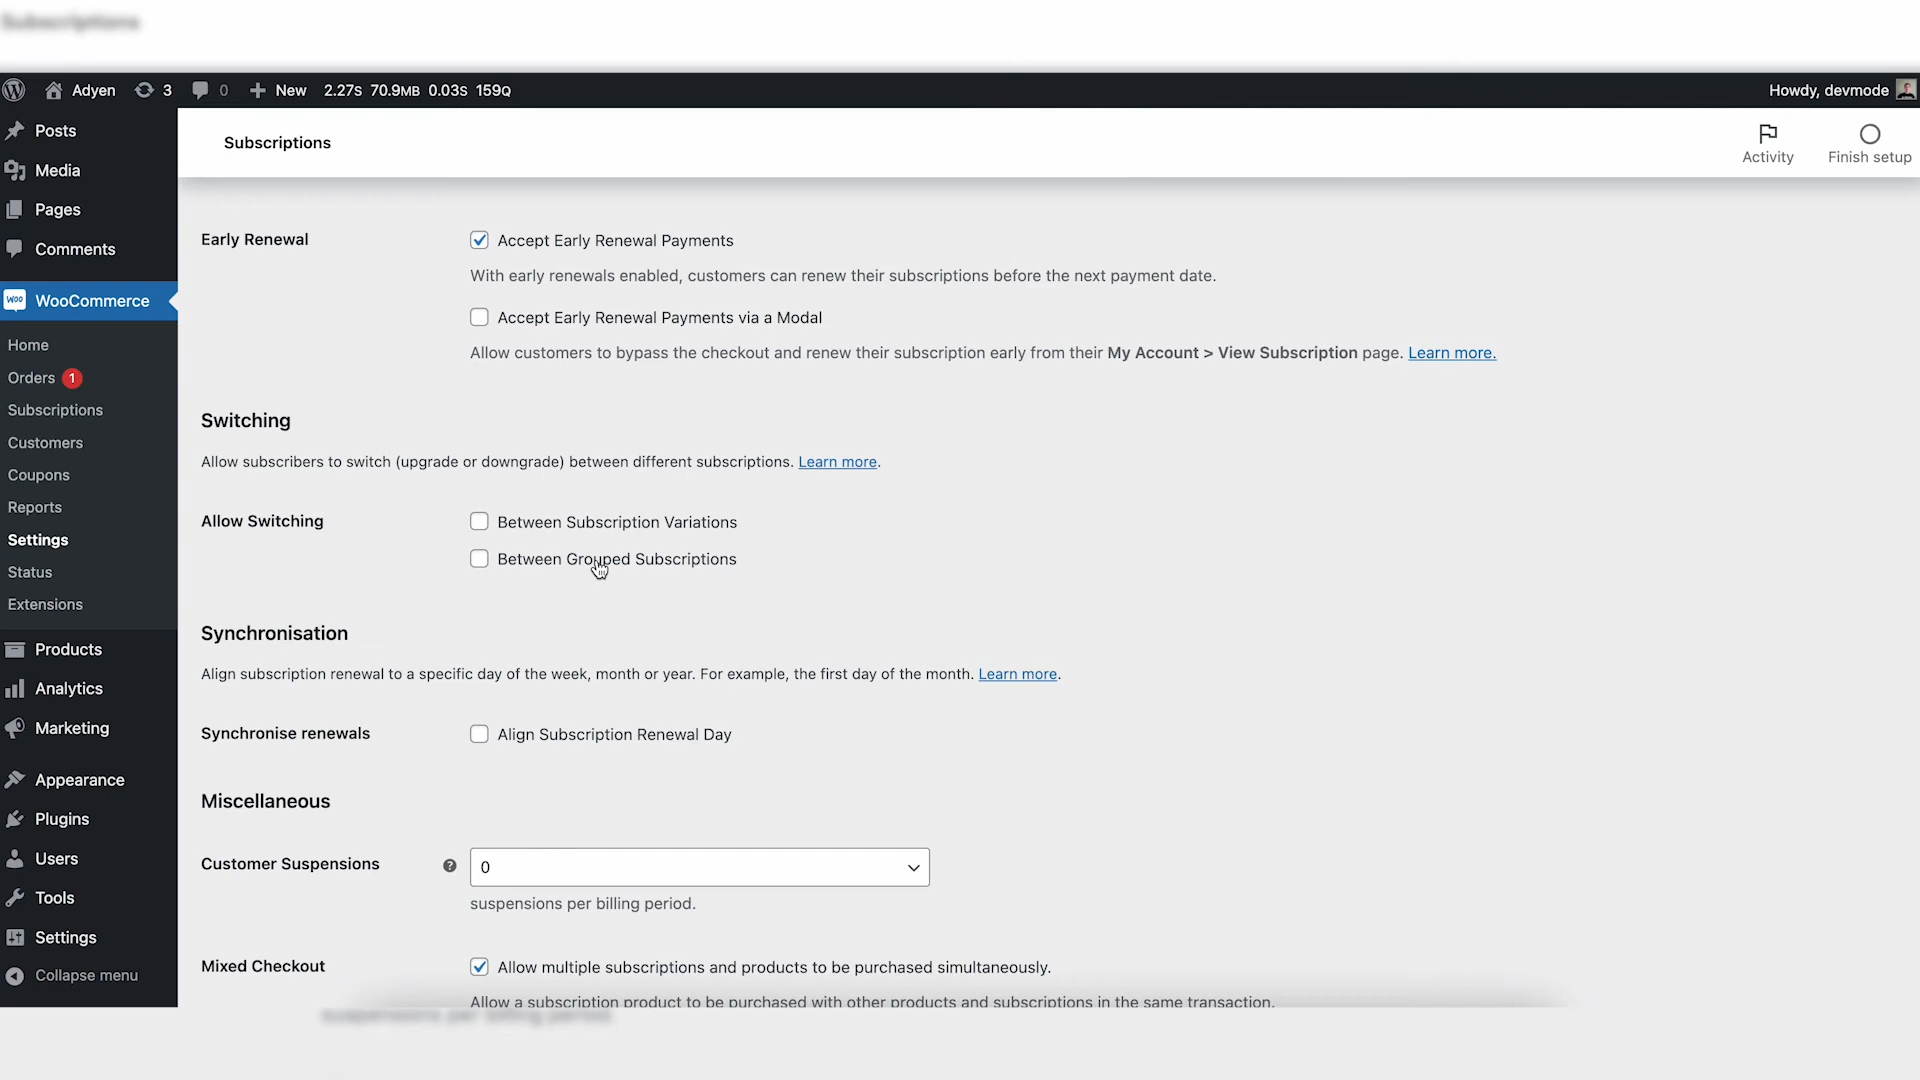 Subscriptions
Adyen 3 0 New 2.27s 70.9MB 0.03s 159Q Howdy, devmode
Posts
Media
Pages
Comments
WooCommerce
Home
Orders 1
Subscriptions
Customers
Coupons
Reports
Settings
Status
Extensions
Products
Analytics
Marketing
Appearance
Plugins
Users
Tools
Settings
Collapse menu
Subscriptions
Activity
Finish setup
Early Renewal
Accept Early Renewal Payments
With early renewals enabled, customers can renew their subscriptions before the next payment date.
Accept Early Renewal Payments via a Modal
Allow customers to bypass the checkout and renew their subscription early from their My Account > View Subscription page. Learn more.
Switching
Allow subscribers to switch (upgrade or downgrade) between different subscriptions. Learn more.
Allow Switching
Between Subscription Variations
Between Grouped Subscriptions
Synchronisation
Align subscription renewal to a specific day of the week, month or year. For example, the first day of the month. Learn more.
Synchronise renewals
Align Subscription Renewal Day
Miscellaneous
Customer Suspensions
?
0
suspensions per billing period.
Mixed Checkout
Allow multiple subscriptions and products to be purchased simultaneously.
Allow a subscription product to be purchased with other products and subscriptions in the same transaction.
suspensions per billing period.